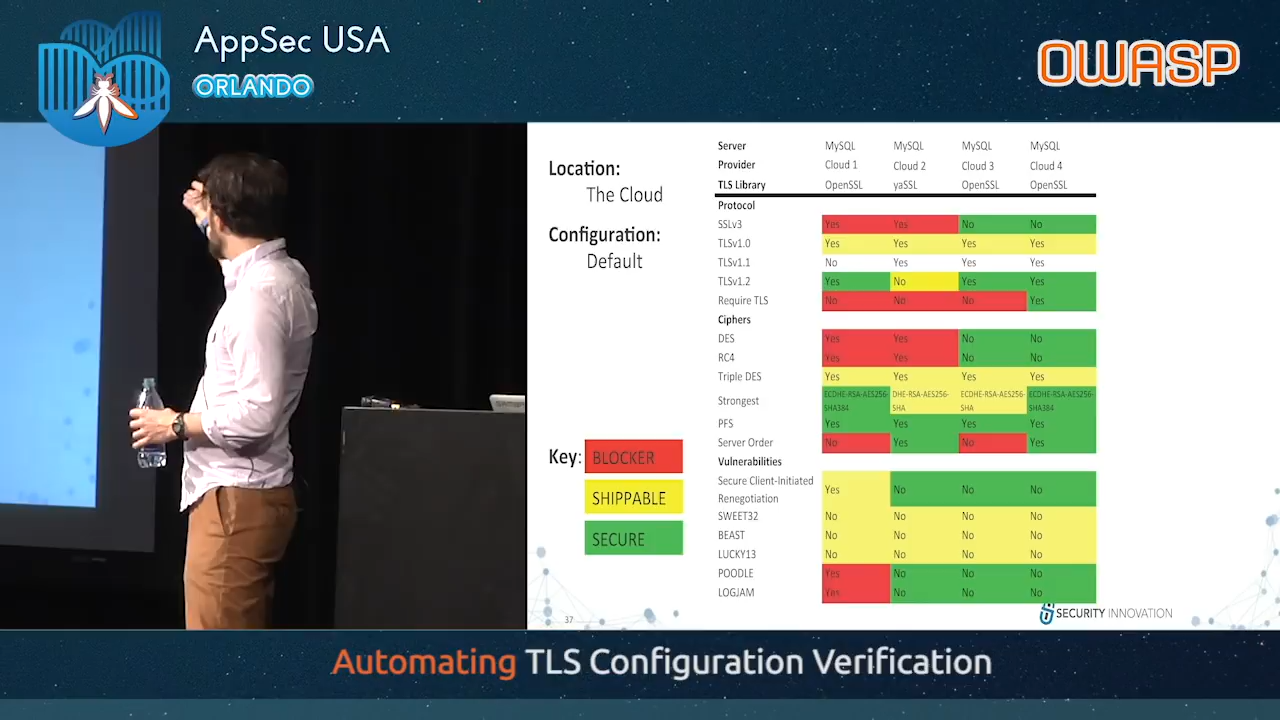 AppSec USA
ORLANDO
OWASP
Location:
The Cloud
Configuration:
Default
Key: BLOCKER
SHIPPABLE
SECURE
Server MySQL MySQL MySQL MySQL
Provider Cloud 1 Cloud 2 Cloud 3 Cloud 4
TLS Library OpenSSL yaSSL OpenSSL OpenSSL
Protocol
SSLv3 Yes Yes No No
TLSv1.0 Yes Yes Yes Yes
TLSv1.1 No Yes Yes Yes
TLSv1.2 Yes No Yes Yes
Require TLS No No No Yes
Ciphers
DES Yes Yes No No
RC4 Yes Yes No No
Triple DES Yes Yes Yes Yes
Strongest ECDHE-RSA-AES256-SHA384 DHE-RSA-AES256-SHA ECDHE-RSA-AES256-SHA ECDHE-RSA-AES256-SHA384
PFS Yes Yes Yes Yes
Server Order No Yes No Yes
Vulnerabilities
Secure Client-Initiated
Renegotiation Yes No No No
SWEET32 No No No No
BEAST No No No No
LUCKY13 No No No No
POODLE Yes No No No
LOGJAM Yes No No No
37
SECURITY INNOVATION
Automating TLS Configuration Verification